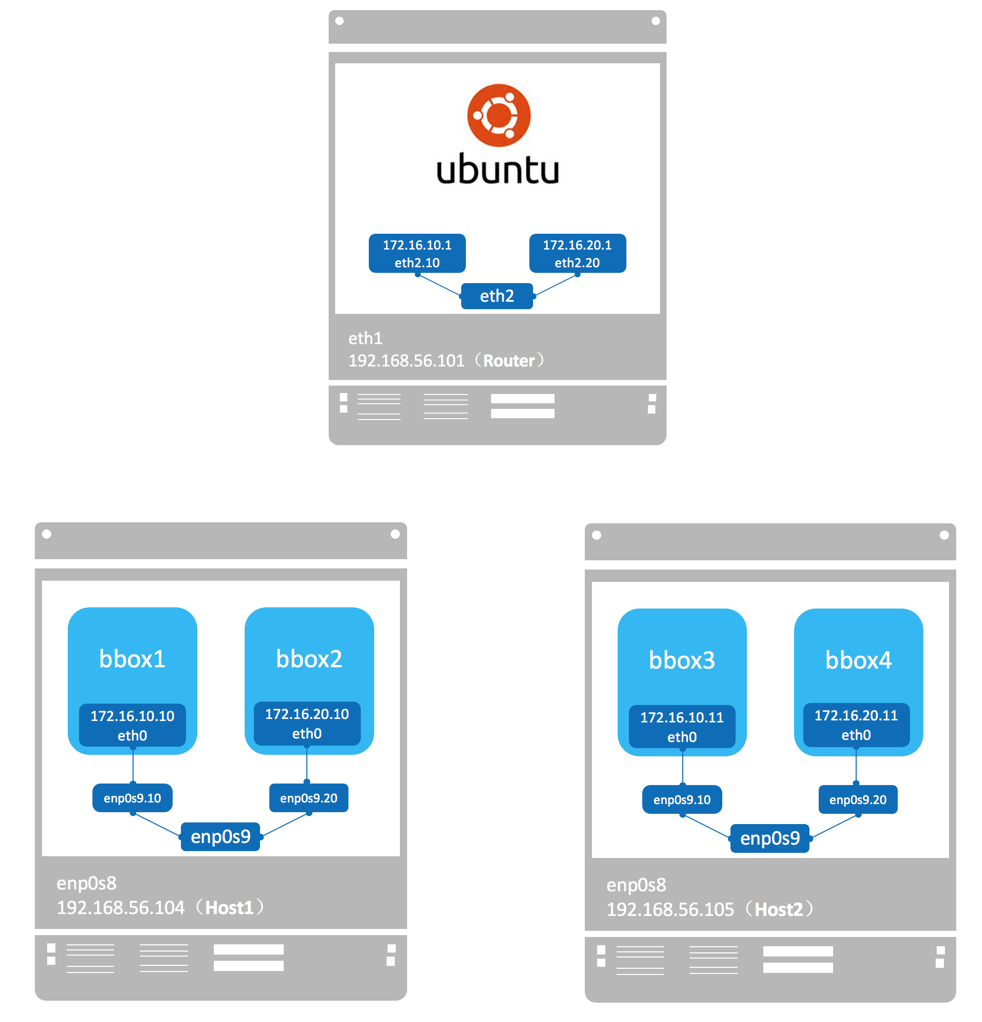 ubuntu
172.16.10.1
eth2.10
172.16.20.1
eth2.20
eth2
eth1
192.168.56.101（Router）
bbox1
172.16.10.10
eth0
bbox2
172.16.20.10
eth0
enp0s9.10
enp0s9.20
enp0s9
enp0s8
192.168.56.104（Host1）
bbox3
172.16.10.11
eth0
bbox4
172.16.20.11
eth0
enp0s9.10
enp0s9.20
enp0s9
enp0s8
192.168.56.105（Host2）